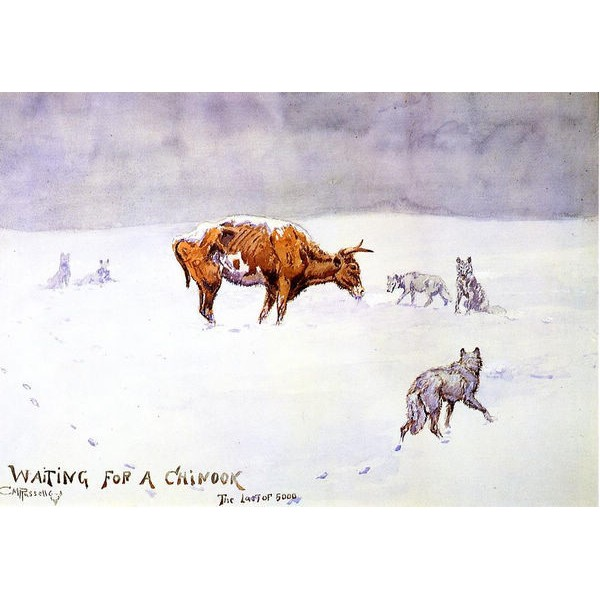 WAITING FOR A CHINOOK
CM Russell
The Last of 5000